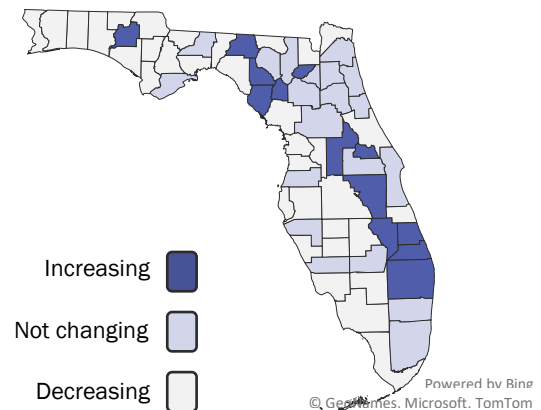 Increasing
Not changing
Decreasing
Powered by Bing
© GeoNames, Microsoft, TomTom